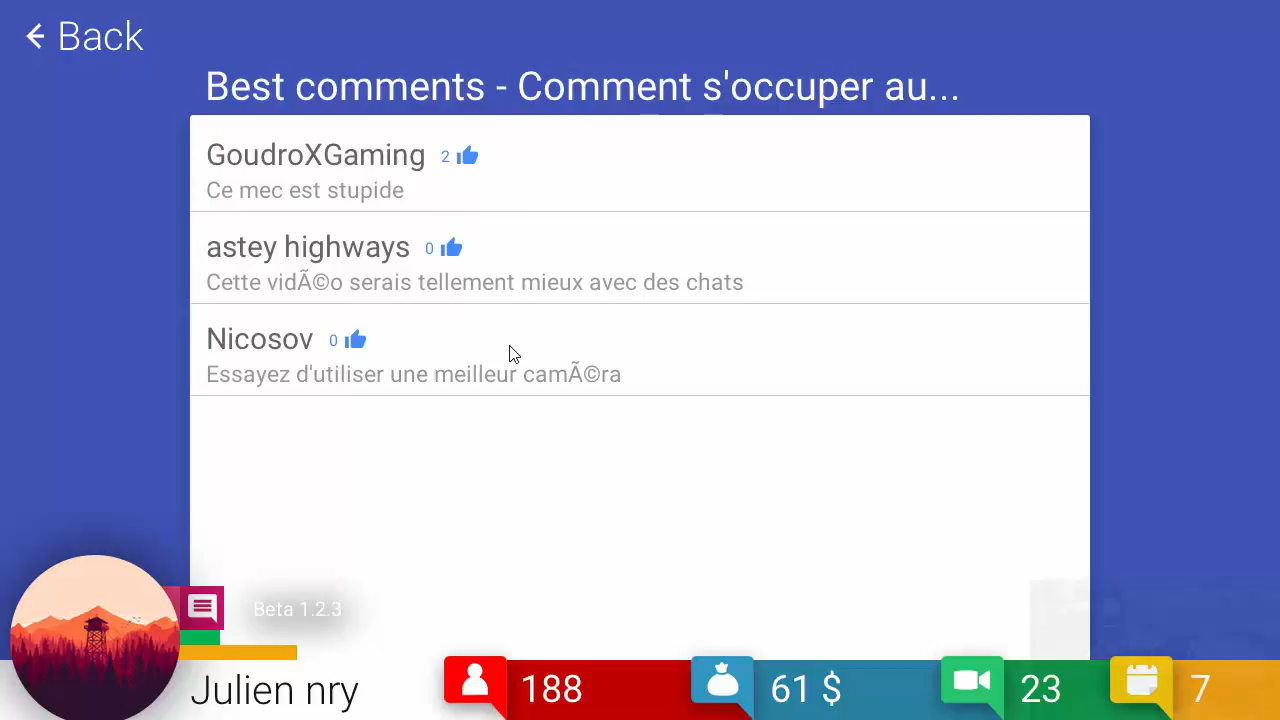 Back
Best comments - Comment s'occuper au...
GoudroXGaming 2
Ce mec est stupide
astey highways 0
Cette vidÃ©o serais tellement mieux avec des chats
Nicosov 0
Essayez d'utiliser une meilleur camÃ©ra
Beta 1.2.3
Julien nry 188 61 $ 23 7